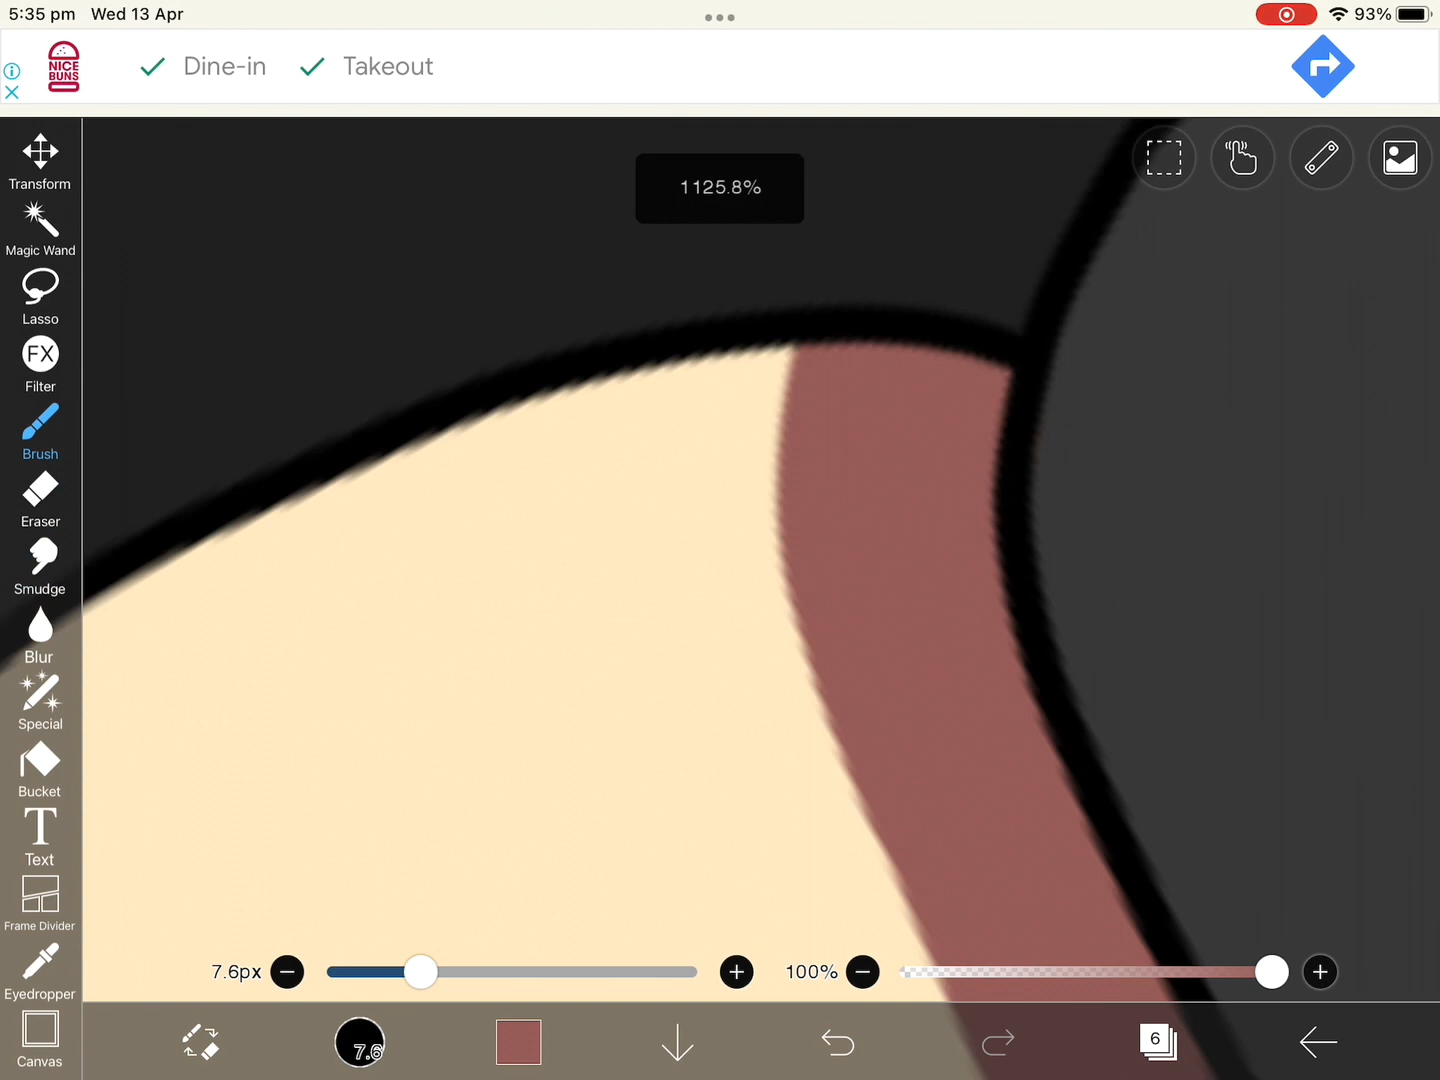 5:35 pm Wed 13 Apr
93%
NICE
BUNS
Dine-in
Takeout
1125.8%
Transform
Magic Wand
Lasso
FX
Filter
Brush
Eraser
Smudge
Blur
Special
Bucket
T
Text
Frame Divider
Eyedropper
Canvas
7.6px
100%
7.6
6